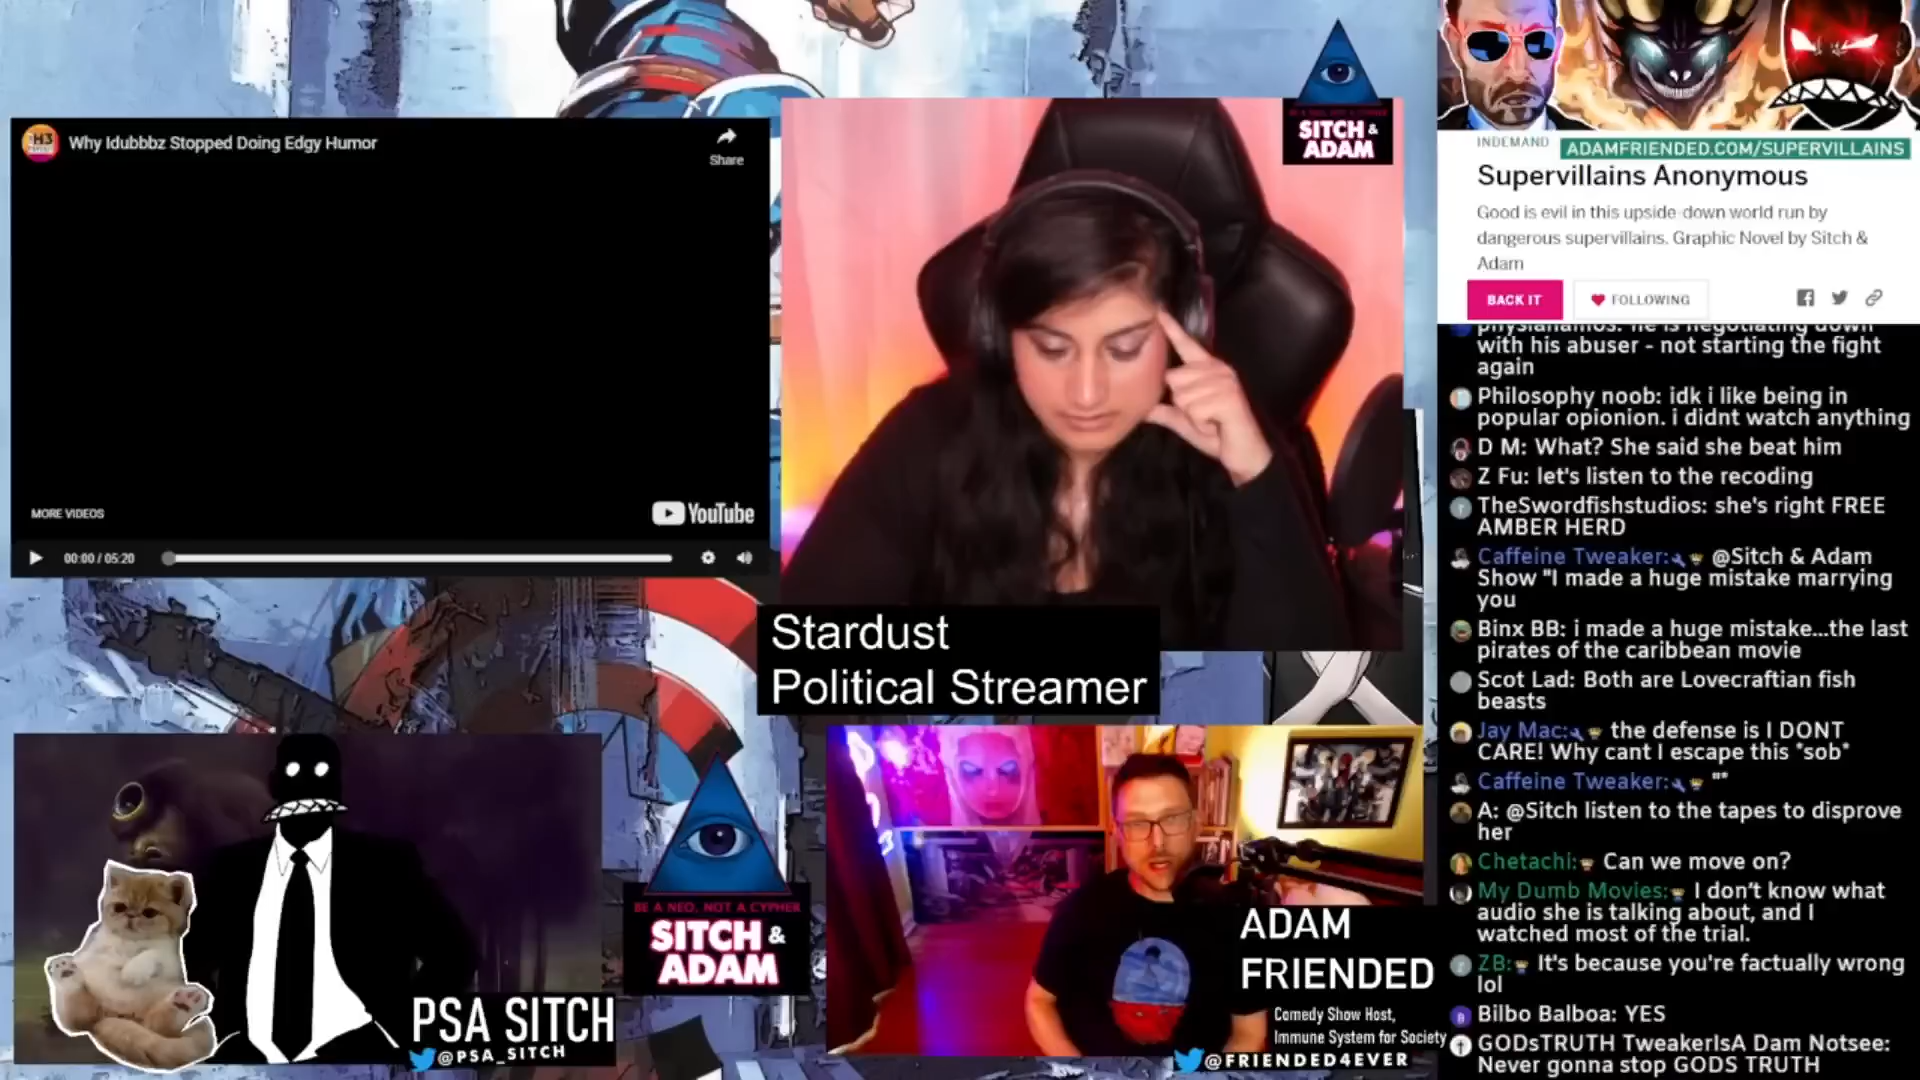 H3
Why Idubbbz Stopped Doing Edgy Humor
Share
MORE VIDEOS
YouTube
00:00 / 05:20
SITCH &
ADAM
Stardust
Political Streamer
BE A NEO, NOT A CYPHER
SITCH &
ADAM
PSA SITCH
@PSA_SITCH
ADAM
FRIENDED
Comedy Show Host,
Immune System for Society
@FRIENDED4EVER
INDEMAND
ADAMFRIENDED.COM/SUPERVILLAINS
Supervillains Anonymous
Good is evil in this upside-down world run by
dangerous supervillains. Graphic Novel by Sitch &
Adam
BACK IT
FOLLOWING
he is negotiating down
with his abuser - not starting the fight
again
Philosophy noob: idk i like being in
popular opionion. i didnt watch anything
D M: What? She said she beat him
Z Fu: let's listen to the recoding
TheSwordfishstudios: she's right FREE
AMBER HERD
Caffeine Tweaker: @Sitch & Adam
Show "I made a huge mistake marrying
you
Binx BB: i made a huge mistake...the last
pirates of the caribbean movie
Scot Lad: Both are Lovecraftian fish
beasts
Jay Mac: the defense is I DONT
CARE! Why cant I escape this *sob*
Caffeine Tweaker: "*
A: @Sitch listen to the tapes to disprove
her
Chetachi: Can we move on?
My Dumb Movies: I don't know what
audio she is talking about, and I
watched most of the trial.
ZB: It's because you're factually wrong
lol
Bilbo Balboa: YES
GODsTRUTH TweakerIsA Dam Notsee:
Never gonna stop GODS TRUTH